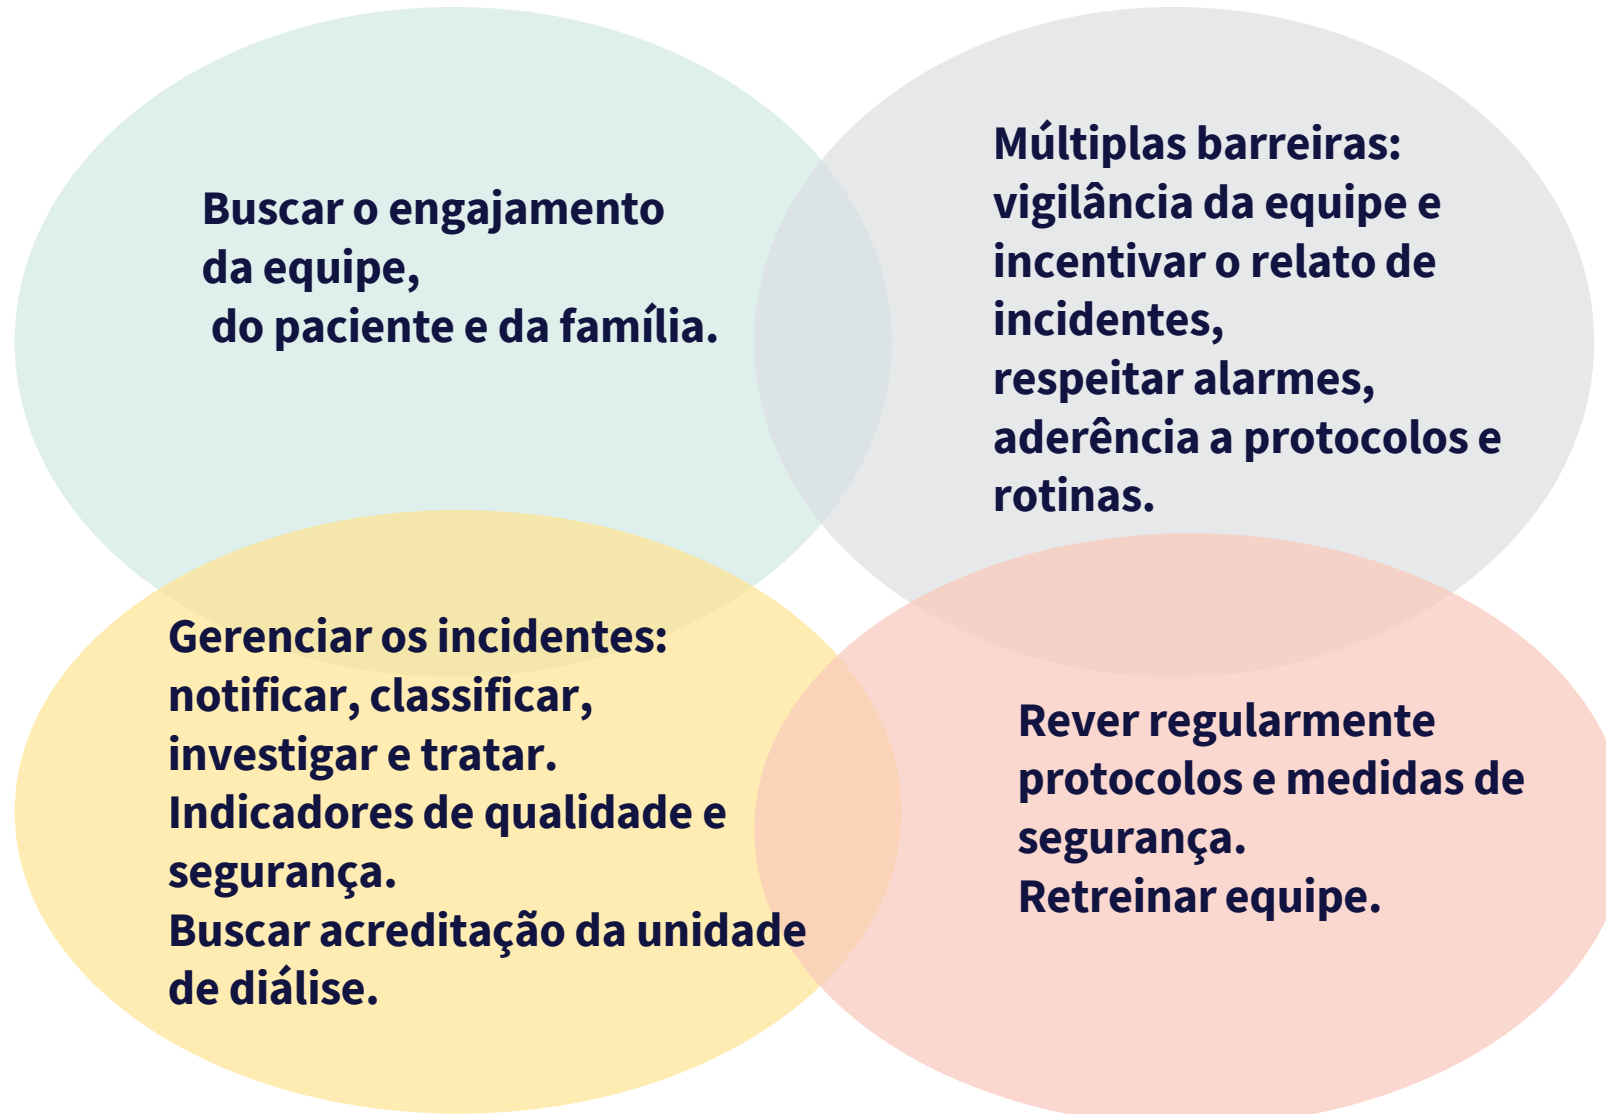 Buscar o engajamento
da equipe,
do paciente e da família.
Múltiplas barreiras:
vigilância da equipe e
incentivar o relato de
incidentes,
respeitar alarmes,
aderência a protocolos e
rotinas.
Gerenciar os incidentes:
notificar, classificar,
investigar e tratar.
Indicadores de qualidade e
segurança.
Buscar acreditação da unidade
de diálise.
Rever regularmente
protocolos e medidas de
segurança.
Retreinar equipe.